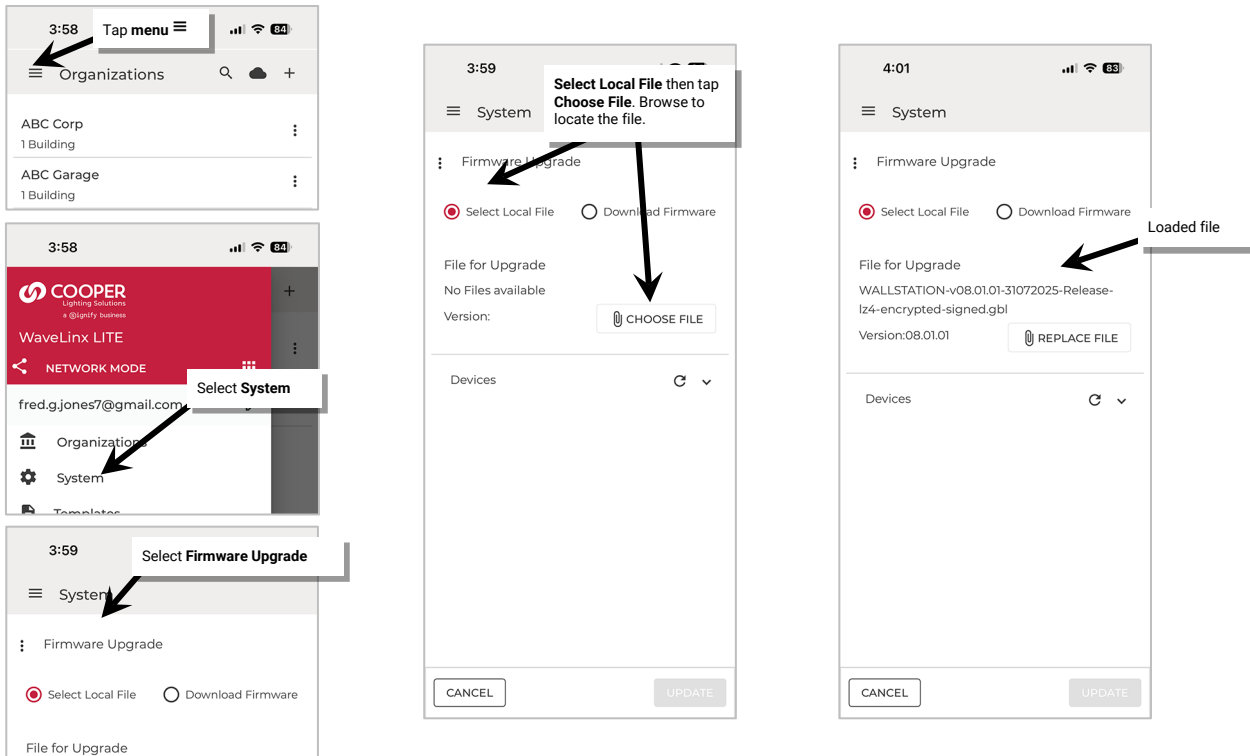 3:58
84
Tap menu ≡
Organizations
ABC Corp
1 Building
ABC Garage
1 Building
3:58
84
COOPER
Lighting Solutions
a Signify business
WaveLinx LITE
NETWORK MODE
Select System
fred.g.jones7@gmail.com
Organizations
System
Templates
3:59
Select Firmware Upgrade
System
Firmware Upgrade
Select Local File
Download Firmware
File for Upgrade
3:59
Select Local File then tap
Choose File. Browse to
locate the file.
System
Firmware Upgrade
Select Local File
Download Firmware
File for Upgrade
No Files available
Version:
CHOOSE FILE
Devices
CANCEL
UPDATE
4:01
83
System
Firmware Upgrade
Select Local File
Download Firmware
Loaded file
File for Upgrade
WALLSTATION-v08.01.01-31072025-Release-
lz4-encrypted-signed.gbl
Version:08.01.01
REPLACE FILE
Devices
CANCEL
UPDATE